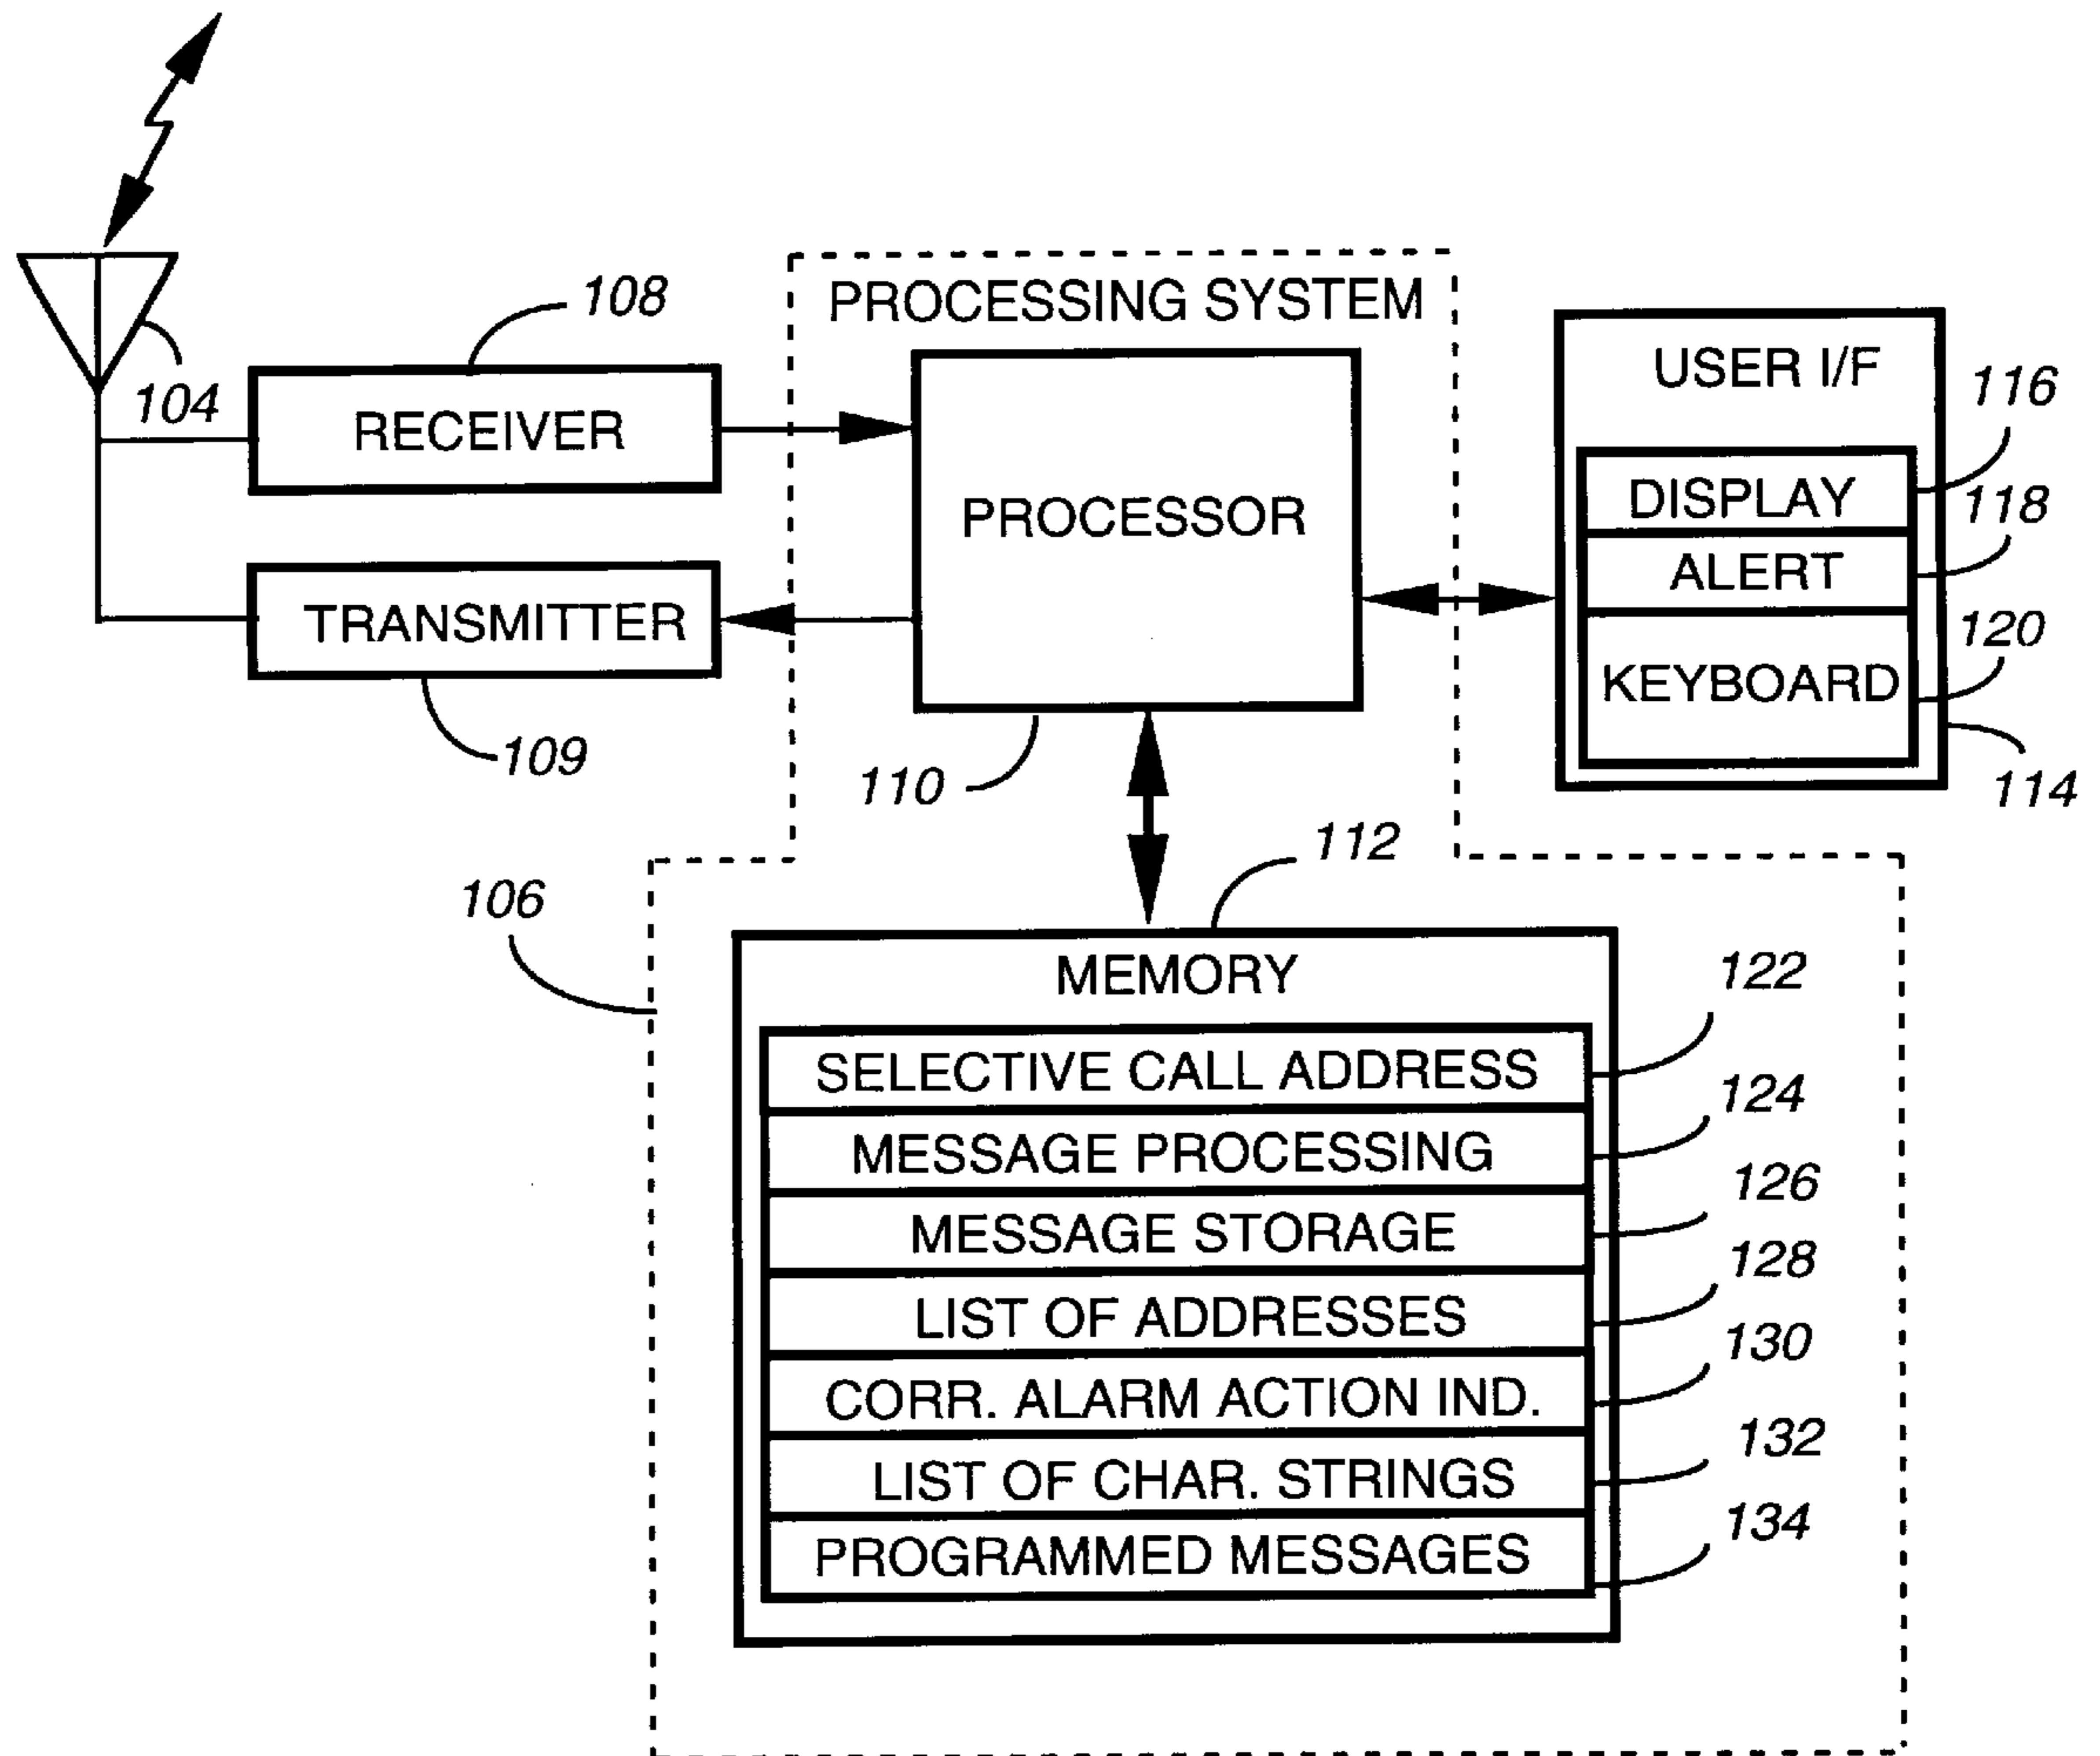 108
PROCESSING SYSTEM
104
RECEIVER
PROCESSOR
USER I/F
116
DISPLAY
118
ALERT
120
KEYBOARD
114
TRANSMITTER
109
110
112
106
MEMORY
122
SELECTIVE CALL ADDRESS
124
MESSAGE PROCESSING
126
MESSAGE STORAGE
128
LIST OF ADDRESSES
130
CORR. ALARM ACTION IND.
132
LIST OF CHAR. STRINGS
134
PROGRAMMED MESSAGES